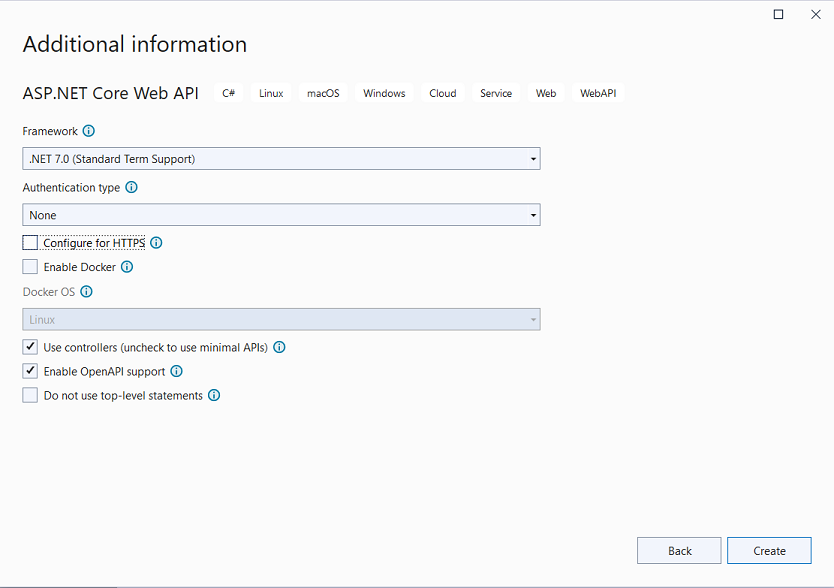 Additional information
ASP.NET Core Web API C# Linux macOS Windows Cloud Service Web WebAPI
Framework
.NET 7.0 (Standard Term Support)
Authentication type
None
Configure for HTTPS
Enable Docker
Docker OS
Linux
Use controllers (uncheck to use minimal APIs)
Enable OpenAPI support
Do not use top-level statements
Back Create